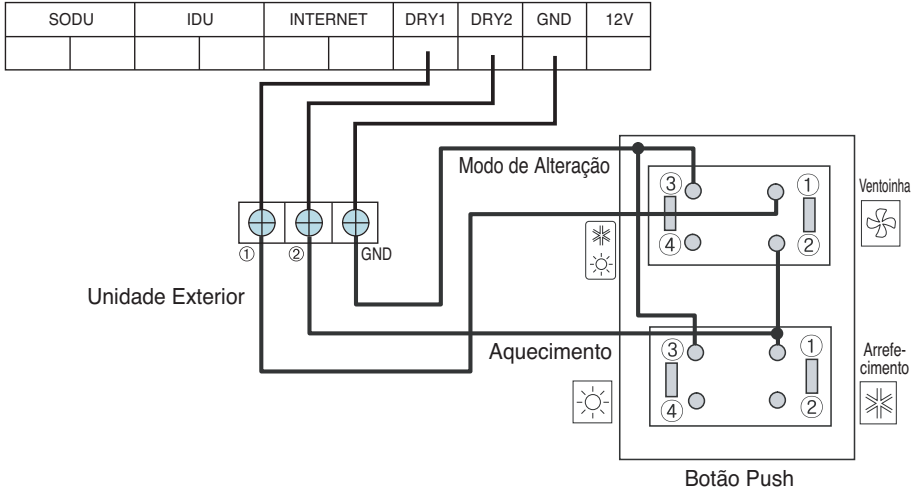 SODU IDU INTERNET DRY1 DRY2 GND 12V
Modo de Alteração
③ ① Ventoinha
④ ②
① ② GND
Unidade Exterior
Aquecimento ③ ① Arrefe-
cimento
④ ②
Botão Push